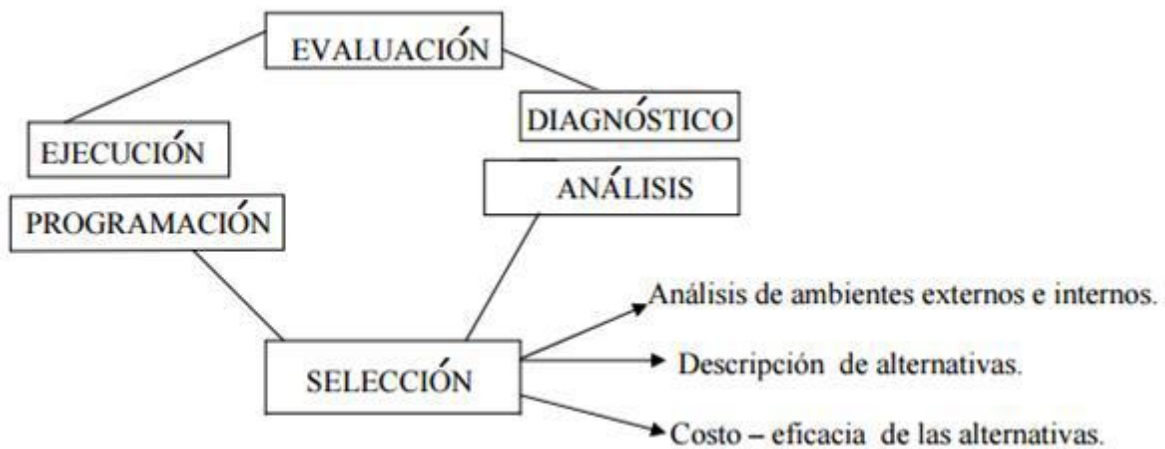 EVALUACIÓN
DIAGNÓSTICO
EJECUCIÓN
ANÁLISIS
PROGRAMACIÓN
Análisis de ambientes externos e internos.
Descripción de alternativas.
SELECCIÓN
Costo – eficacia de las alternativas.